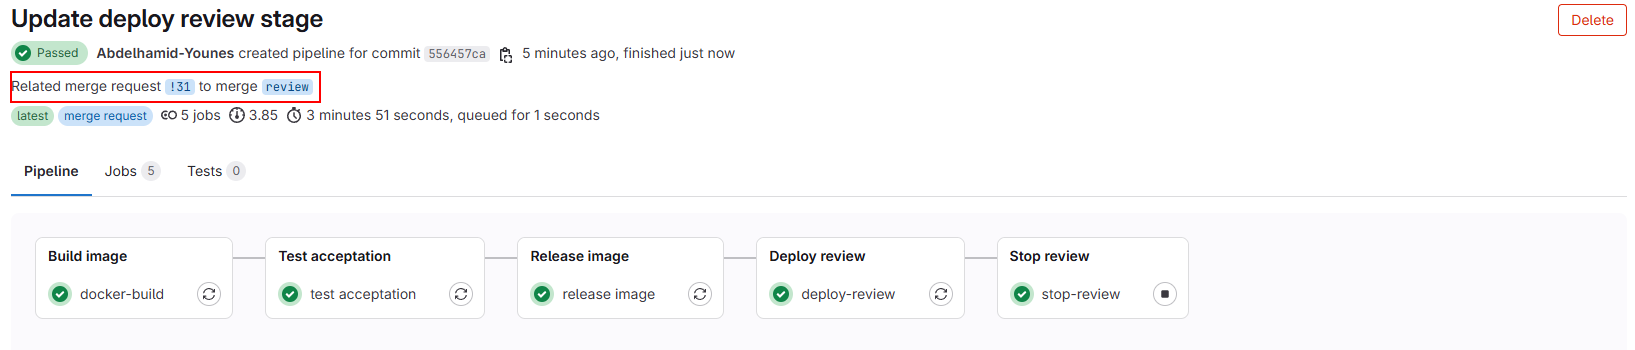 Update deploy review stage
Delete
Passed Abdelhamid-Younes created pipeline for commit 556457ca 5 minutes ago, finished just now
Related merge request !31 to merge review
latest merge request 5 jobs 3.85 3 minutes 51 seconds, queued for 1 seconds
Pipeline Jobs 5 Tests 0
Build image Test acceptation Release image Deploy review Stop review
docker-build test acceptation release image deploy-review stop-review